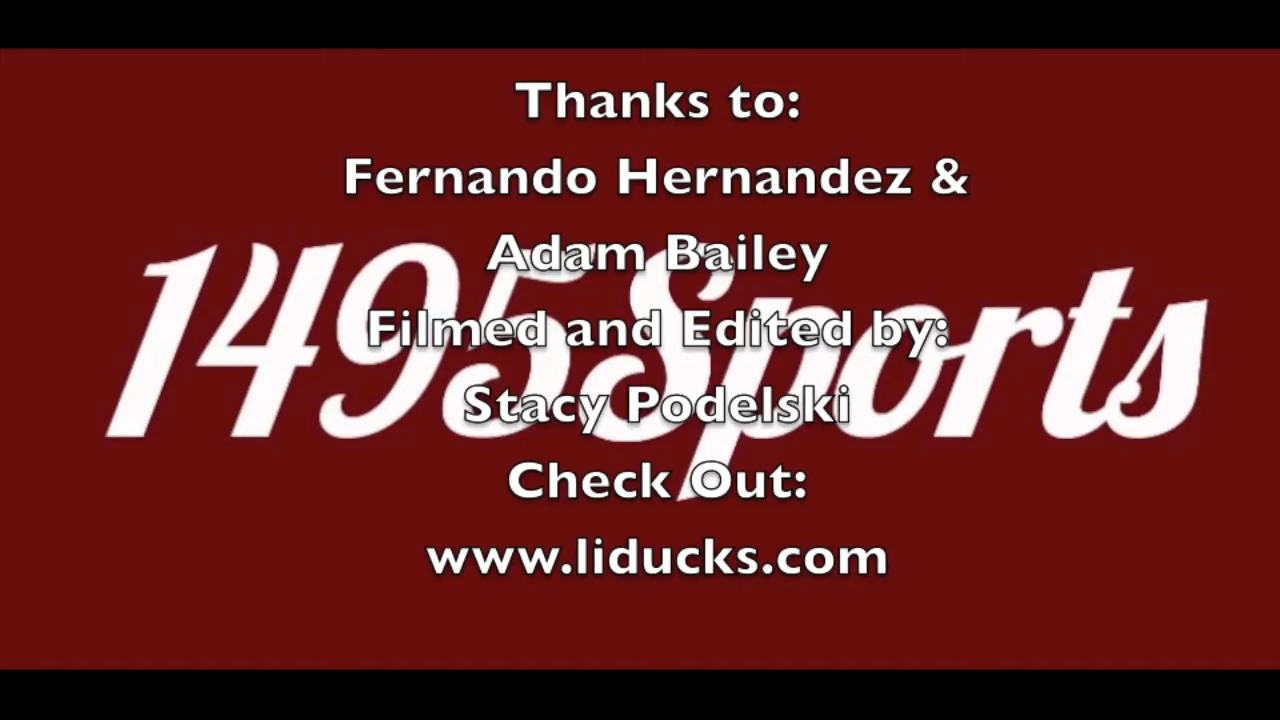 Thanks to:
Fernando Hernandez &
Adam Bailey
1495Sports
Filmed and Edited by:
Stacy Podelski
Check Out:
www.liducks.com